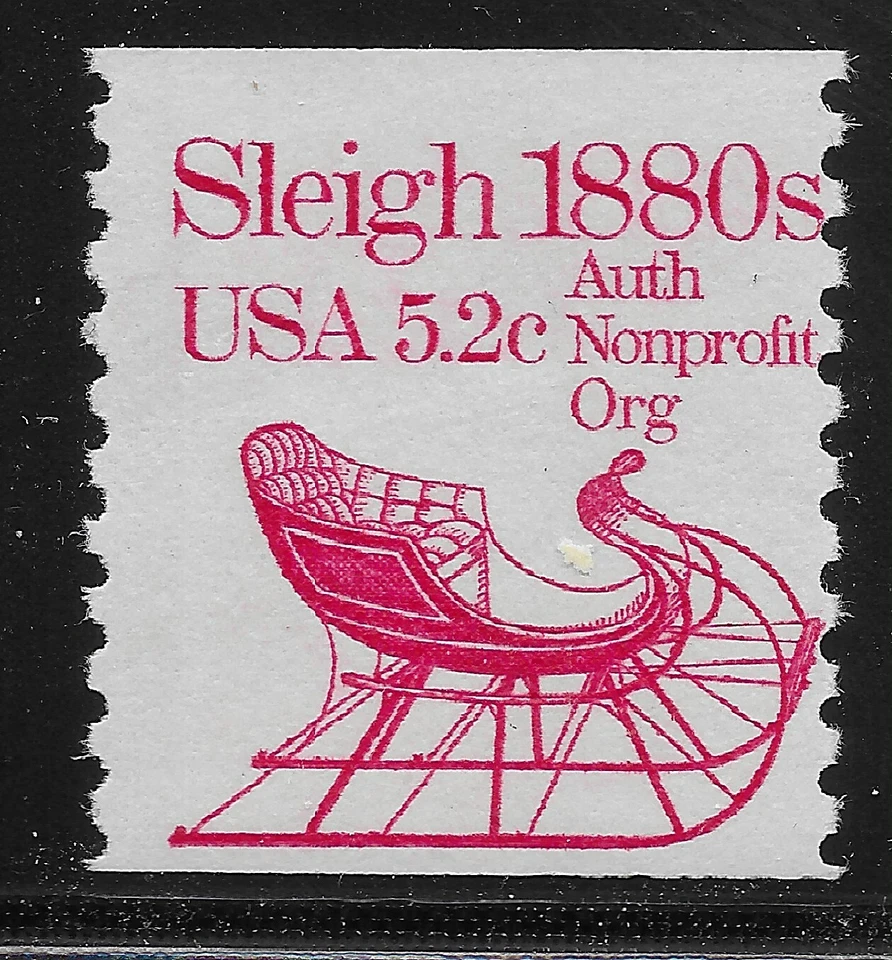 Sleigh 1880s
USA 5.2c
Auth
Nonprofit
Org